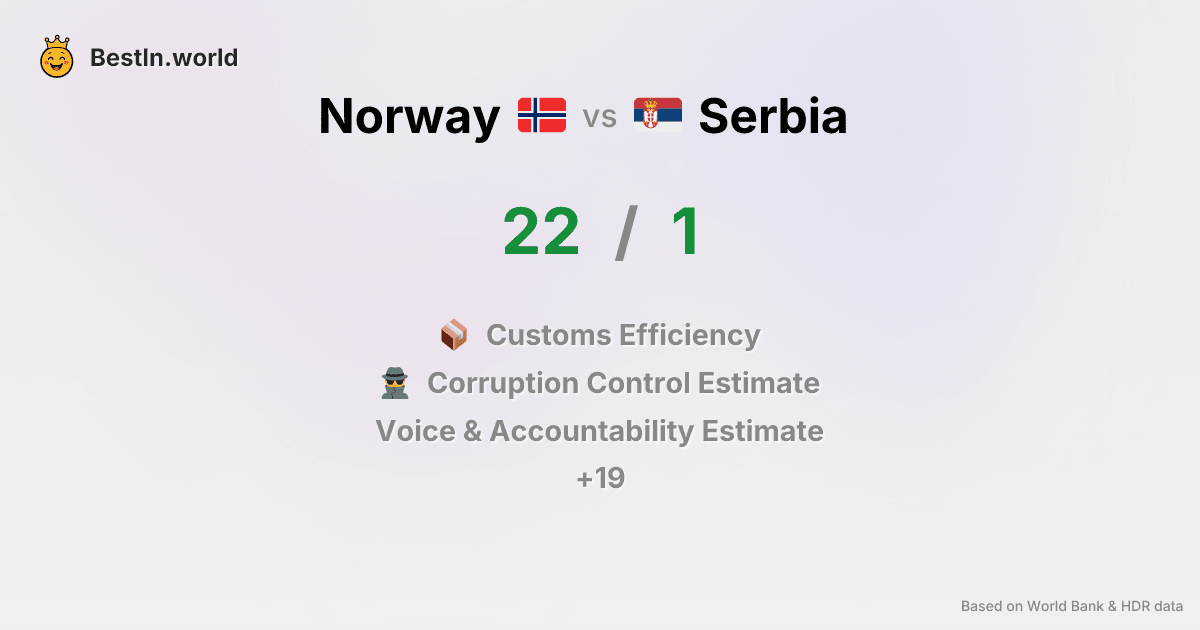 BestIn.world
Norway vs Serbia
22 / 1
Customs Efficiency
Corruption Control Estimate
Voice & Accountability Estimate
+19
Based on World Bank & HDR data